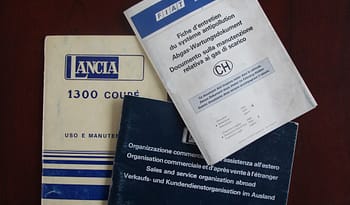 LANCIA
1300 COUPÉ
USO E MANUTEN
FIAT
Fiche d'entretien
du système antipollution
Abgas-Wartungsdokument
Documento sulla manutenzione
relativa ai gas di scarico
CH
Organizzazione commerciale
assistenza all'estero
Organisation commerciale et d'après vente à l'étranger
Sales and service organization abroad
Verkaufs- und Kundendienstorganisation im Ausland